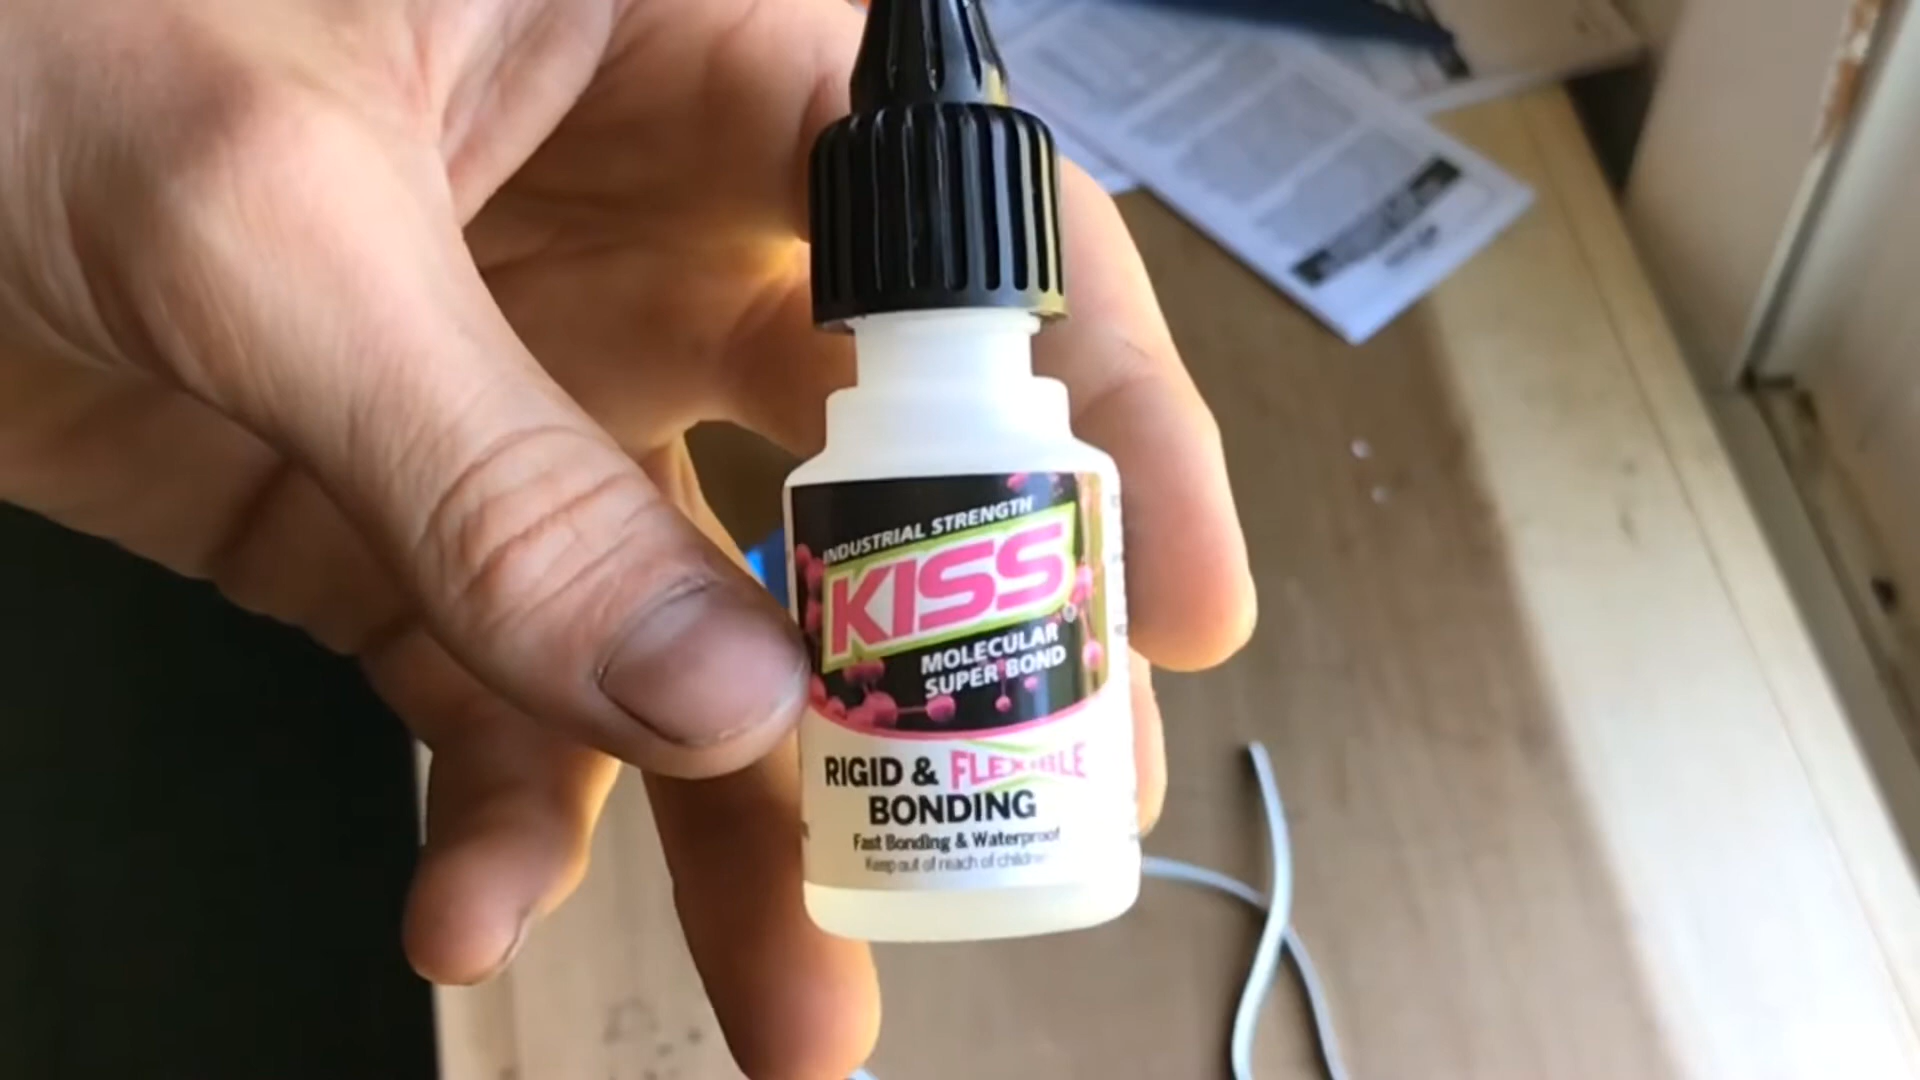 INDUSTRIAL STRENGTH
KISS
MOLECULAR
SUPER BOND
RIGID & FLEXIBLE
BONDING
Fast Bonding & Waterproof
Keep out of reach of children